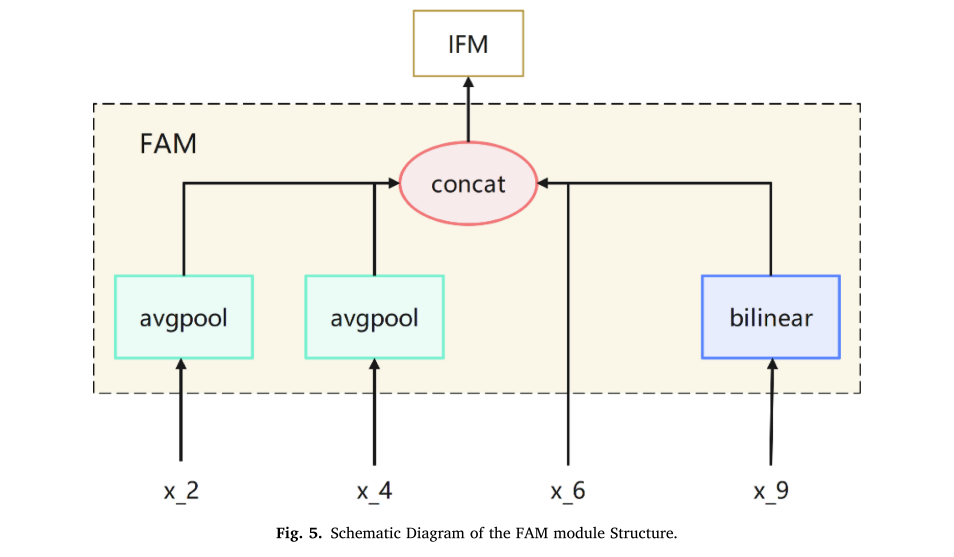 IFM
FAM
concat
avgpool
avgpool
bilinear
x_2
x_4
x_6
x_9
Fig. 5. Schematic Diagram of the FAM module Structure.